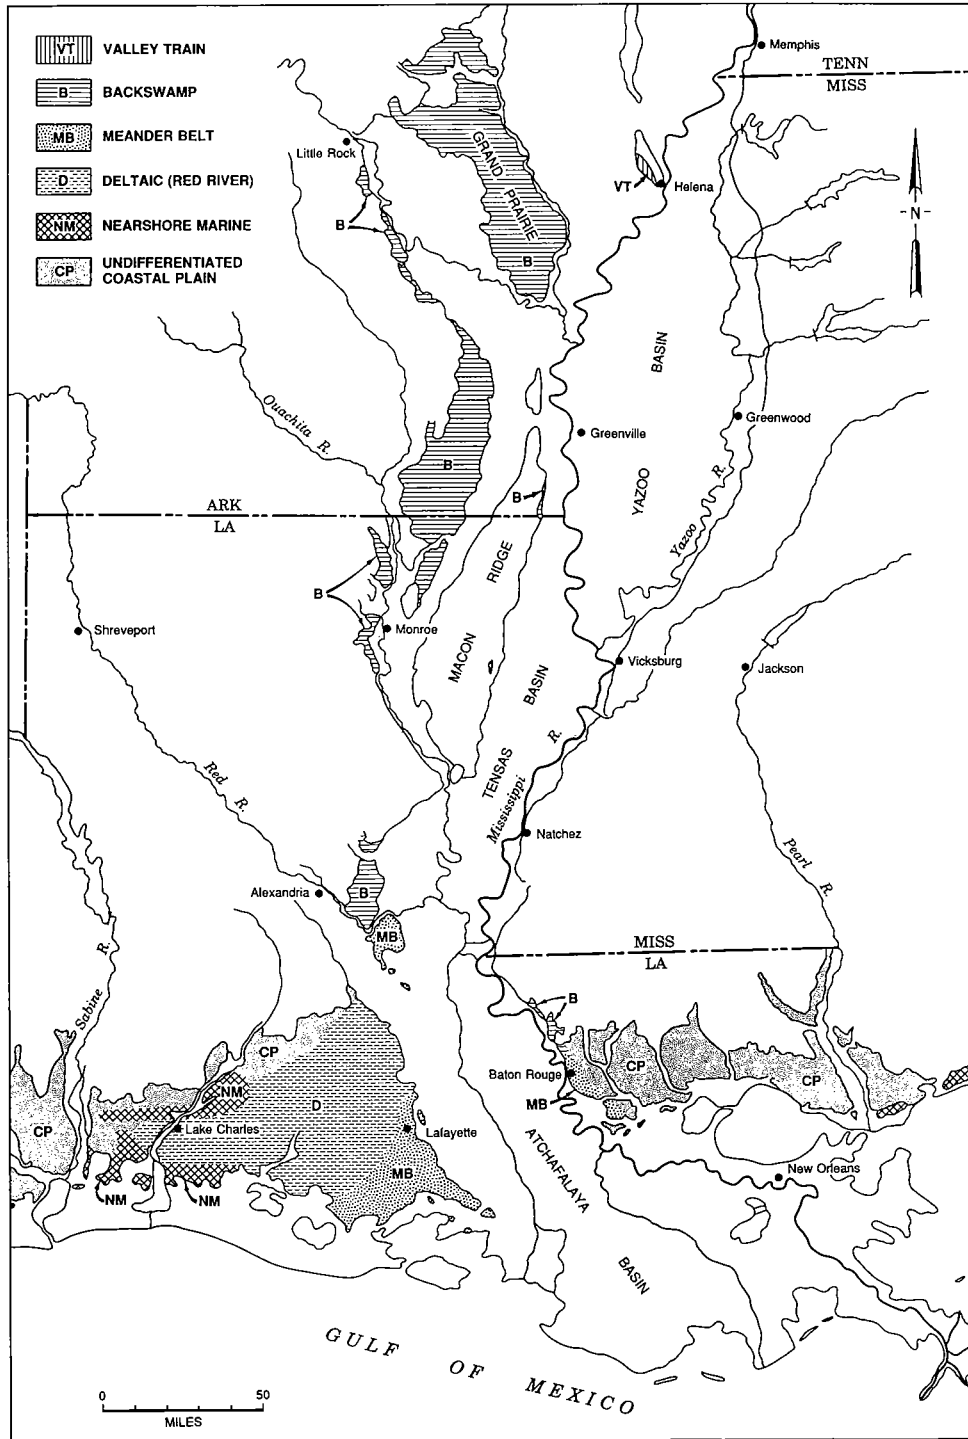 VT VALLEY TRAIN
B BACKSWAMP
MB MEANDER BELT
D DELTAIC (RED RIVER)
NM NEARSHORE MARINE
CP UNDIFFERENTIATED
COASTAL PLAIN
Memphis
TENN
MISS
Little Rock
GRAND PRAIRIE
VT
Helena
B
B
-N-
BASIN
Ouachita R.
Greenwood
Greenville
B
YAZOO
B
ARK
LA
Yazoo R.
RIDGE
B
Shreveport
Monroe
MACON
Vicksburg
Jackson
BASIN
Red R.
TENSAS
Mississippi R.
Natchez
Pearl R.
Alexandria
B
MB
MISS
LA
Sabine R.
B
CP
NM
CP
CP
Baton Rouge
MB
D
CP
Lake Charles
Lafayette
ATCHAFALAYA
MB
New Orleans
NM
NM
BASIN
GULF OF MEXICO
0 50
MILES